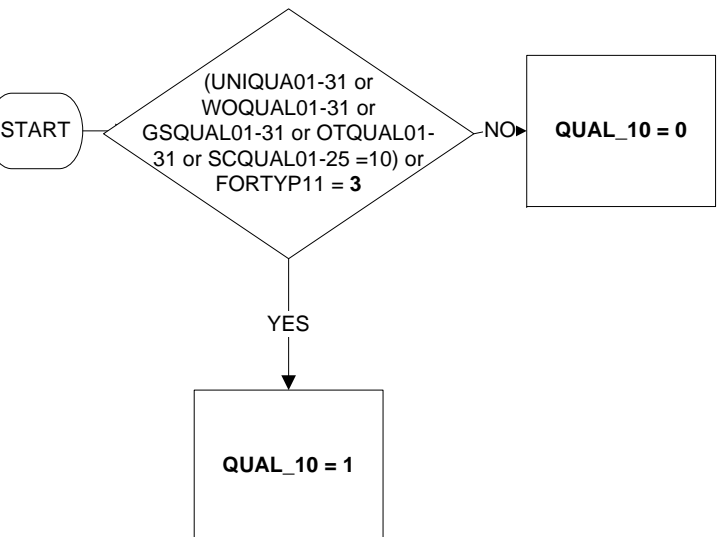 START
(UNIQUA01-31 or
WOQUAL01-31 or
GSQUAL01-31 or OTQUAL01-
31 or SCQUAL01-25 =10) or
FORTYP11 = 3
NO
QUAL_10 = 0
YES
QUAL_10 = 1